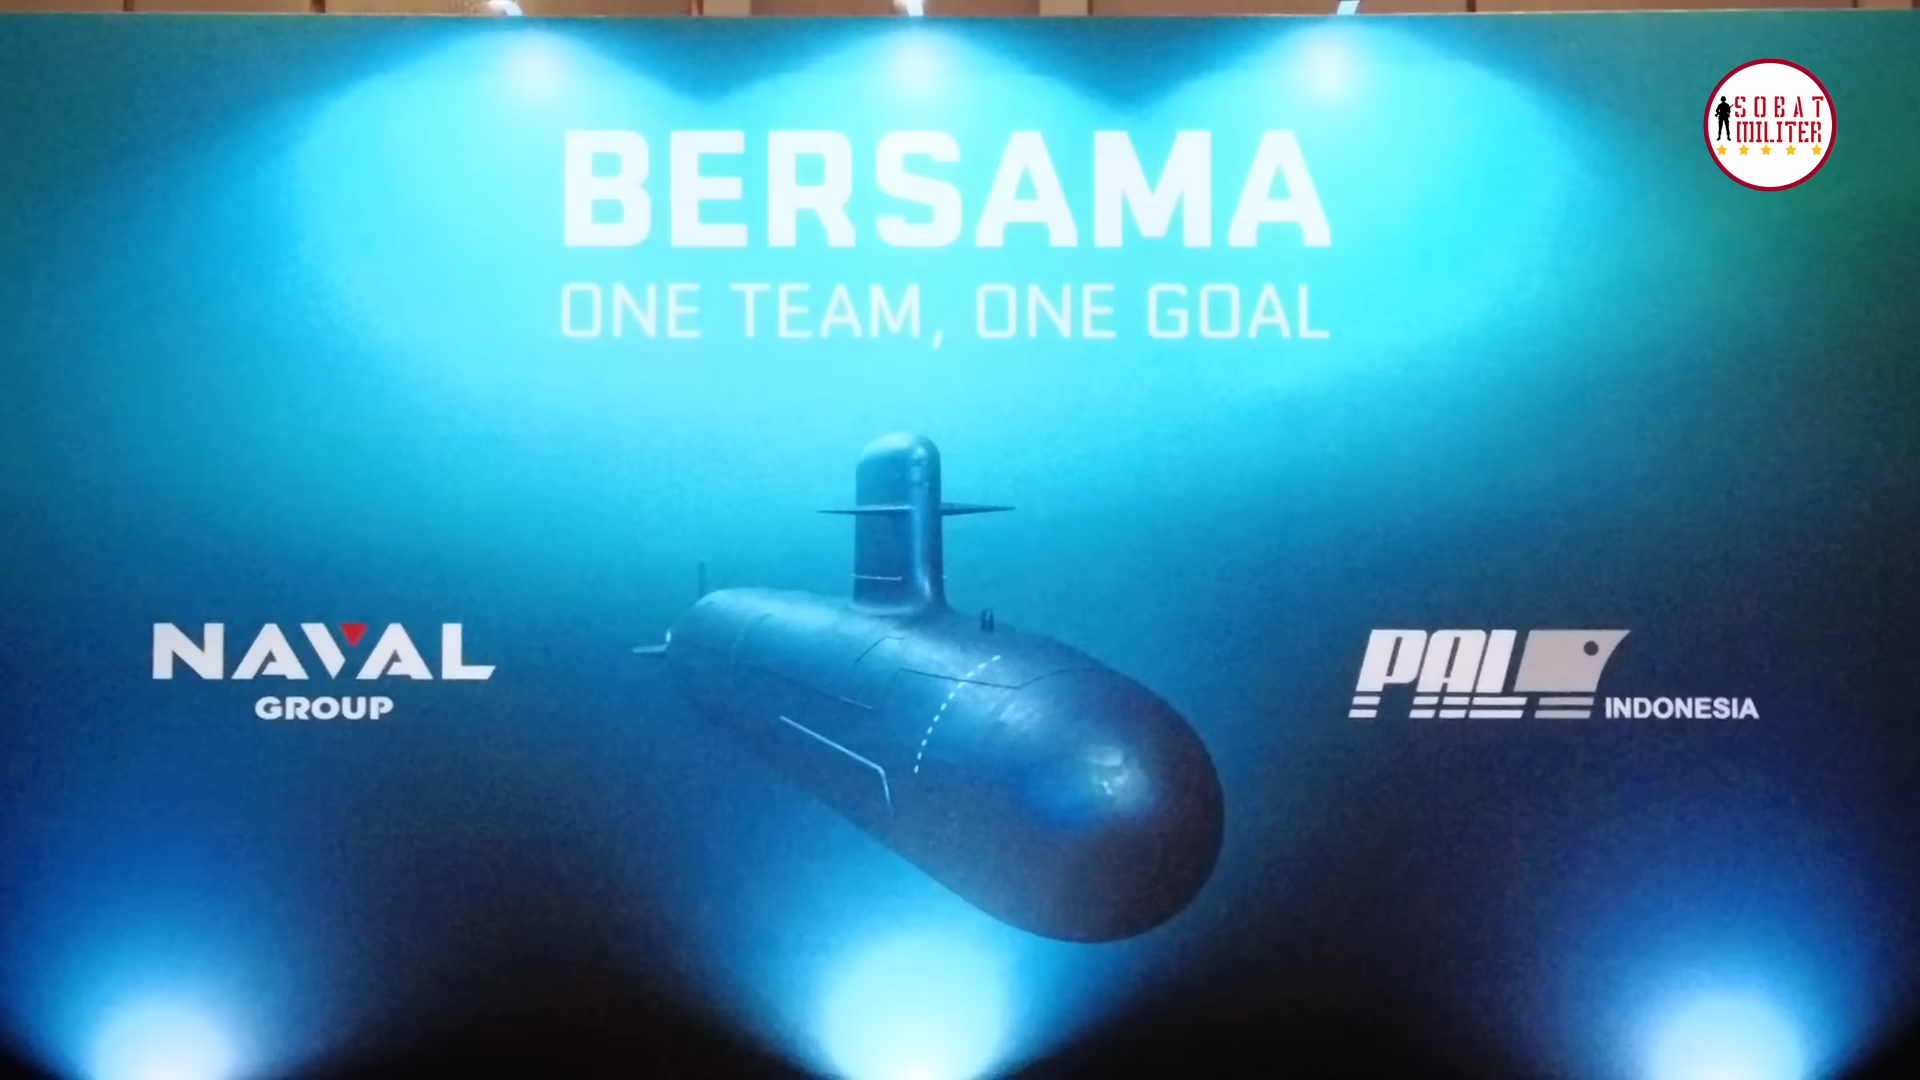 BERSAMA
ONE TEAM, ONE GOAL
SOBAT
MILITER
NAVAL
GROUP
PAL
INDONESIA